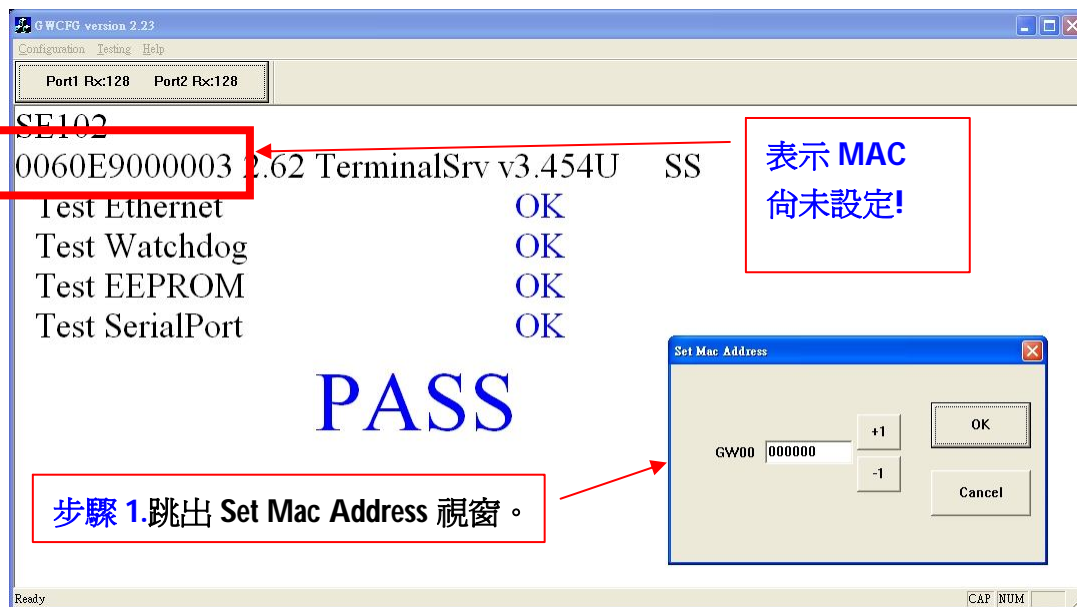 GWCFG version 2.23
Configuration Testing Help
Port1 Rx:128 Port2 Rx:128
SE102
0060E9000003 2.62 TerminalSrv v3.454U SS
表示 MAC
尚未設定!
Test Ethernet OK
Test Watchdog OK
Test EEPROM OK
Test SerialPort OK
PASS
Set Mac Address
GW00 000000
+1
-1
OK
Cancel
步驟 1.跳出 Set Mac Address 視窗。
Ready
CAP NUM